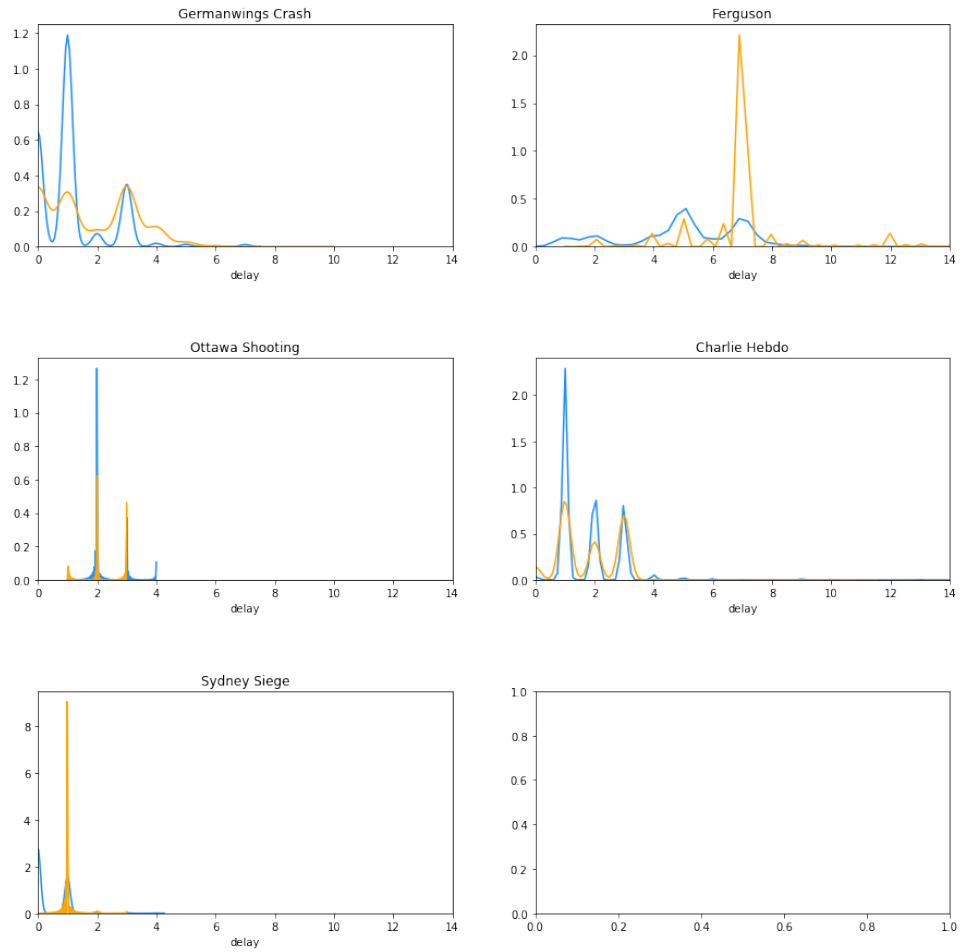 Germanwings Crash
1.2
1.0
0.8
0.6
0.4
0.2
0.0
0 2 4 6 8 10 12 14
delay
Ferguson
2.0
1.5
1.0
0.5
0.0
0 2 4 6 8 10 12 14
delay
Ottawa Shooting
1.2
1.0
0.8
0.6
0.4
0.2
0.0
0 2 4 6 8 10 12 14
delay
Charlie Hebdo
2.0
1.5
1.0
0.5
0.0
0 2 4 6 8 10 12 14
delay
Sydney Siege
8
6
4
2
0
0 2 4 6 8 10 12 14
delay
1.0
0.8
0.6
0.4
0.2
0.0
0.0 0.2 0.4 0.6 0.8 1.0